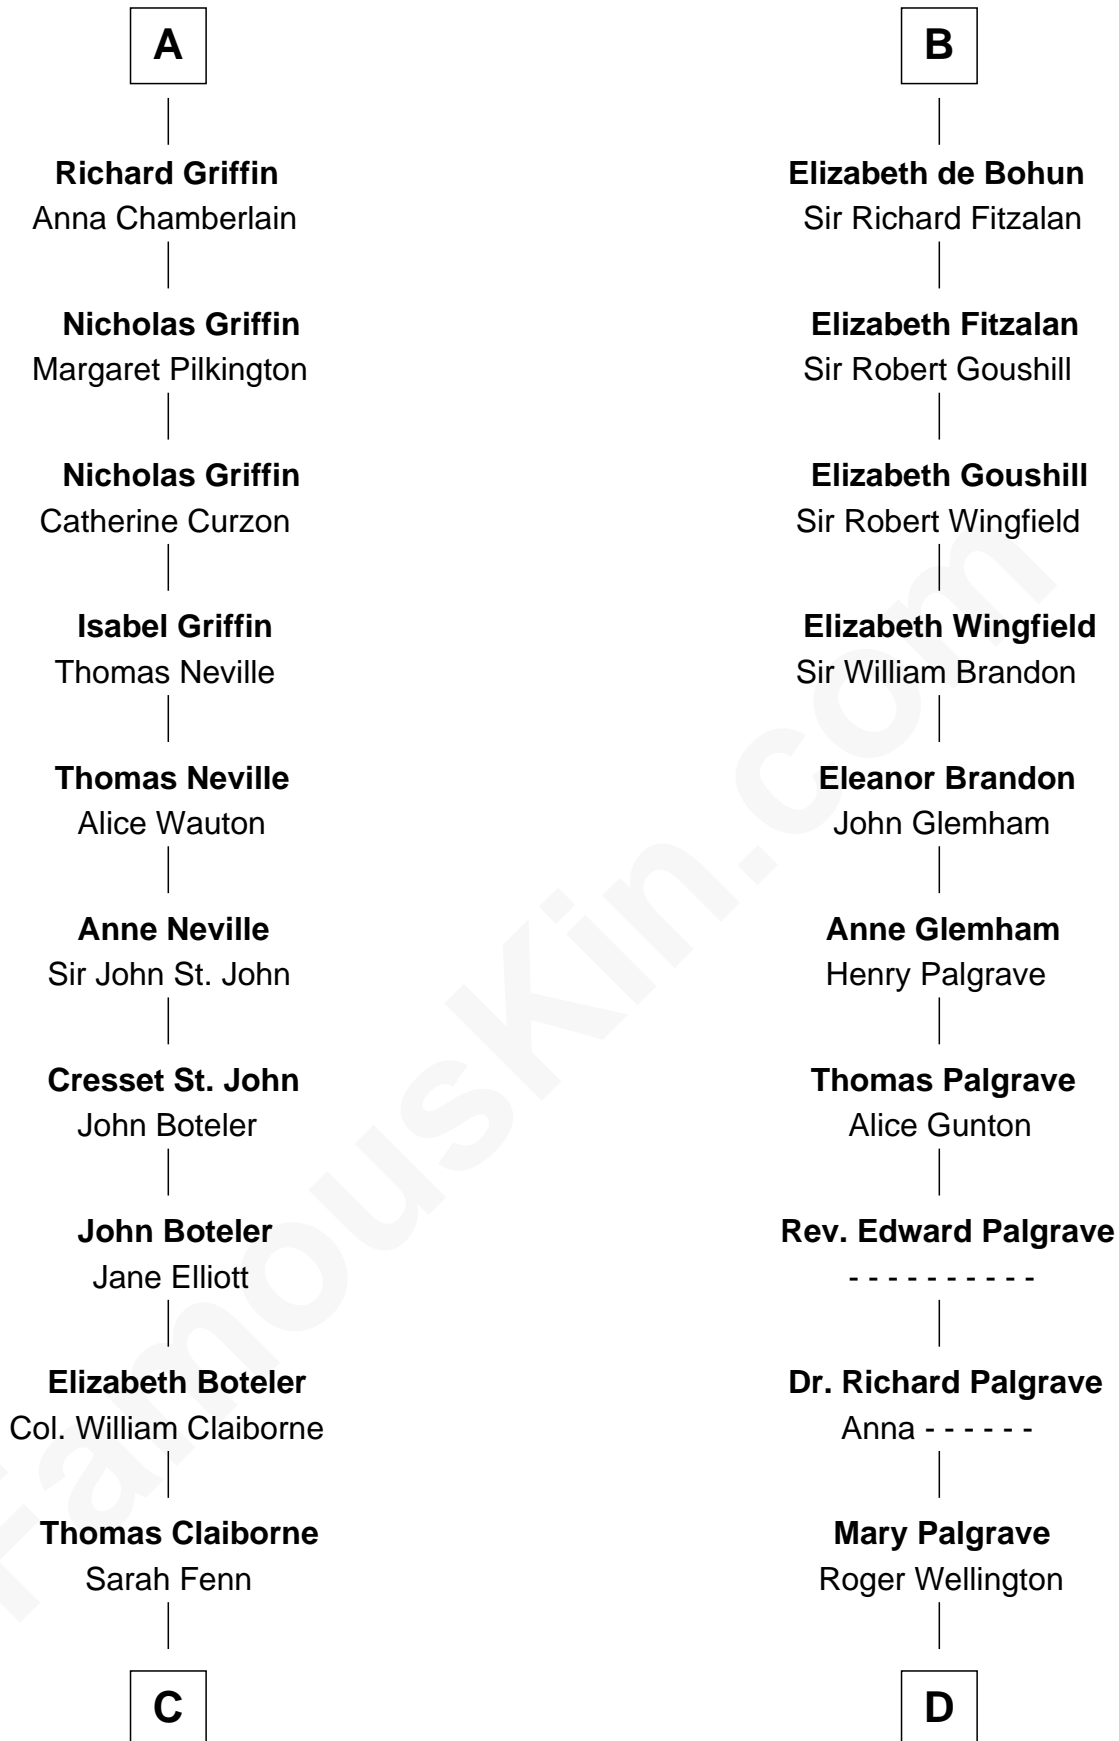 A
Richard Griffin
Anna Chamberlain
Nicholas Griffin
Margaret Pilkington
Nicholas Griffin
Catherine Curzon
Isabel Griffin
Thomas Neville
Thomas Neville
Alice Wauton
Anne Neville
Sir John St. John
Cresset St. John
John Boteler
John Boteler
Jane Elliott
Elizabeth Boteler
Col. William Claiborne
Thomas Claiborne
Sarah Fenn
C
B
Elizabeth de Bohun
Sir Richard Fitzalan
Elizabeth Fitzalan
Sir Robert Goushill
Elizabeth Goushill
Sir Robert Wingfield
Elizabeth Wingfield
Sir William Brandon
Eleanor Brandon
John Glemham
Anne Glemham
Henry Palgrave
Thomas Palgrave
Alice Gunton
Rev. Edward Palgrave
- - - - - - - - - -
Dr. Richard Palgrave
Anna - - - - - -
Mary Palgrave
Roger Wellington
D
FamousKin.com